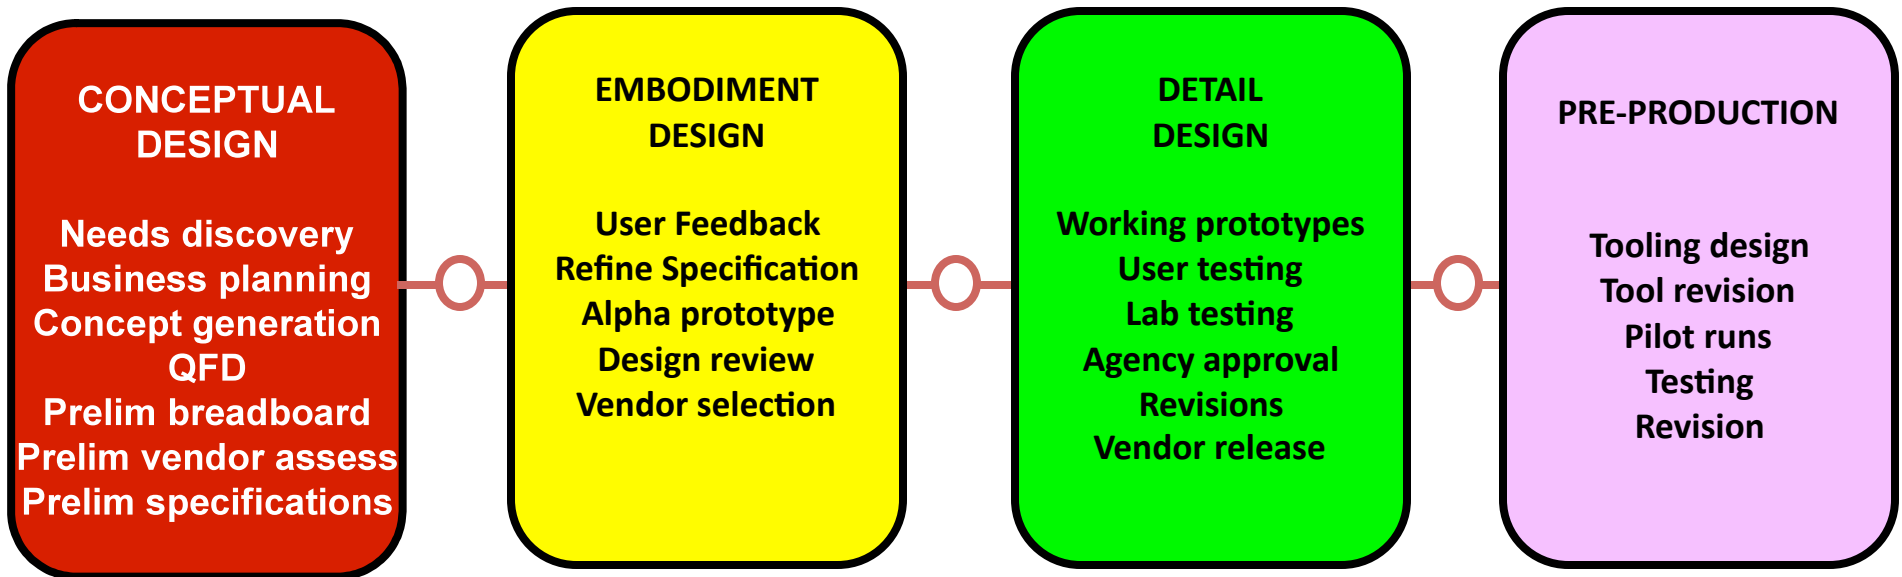 CONCEPTUAL
DESIGN
Needs discovery
Business planning
Concept generation
QFD
Prelim breadboard
Prelim vendor assess
Prelim specifications
EMBODIMENT
DESIGN
User Feedback
Refine Specification
Alpha prototype
Design review
Vendor selection
DETAIL
DESIGN
Working prototypes
User testing
Lab testing
Agency approval
Revisions
Vendor release
PRE-PRODUCTION
Tooling design
Tool revision
Pilot runs
Testing
Revision